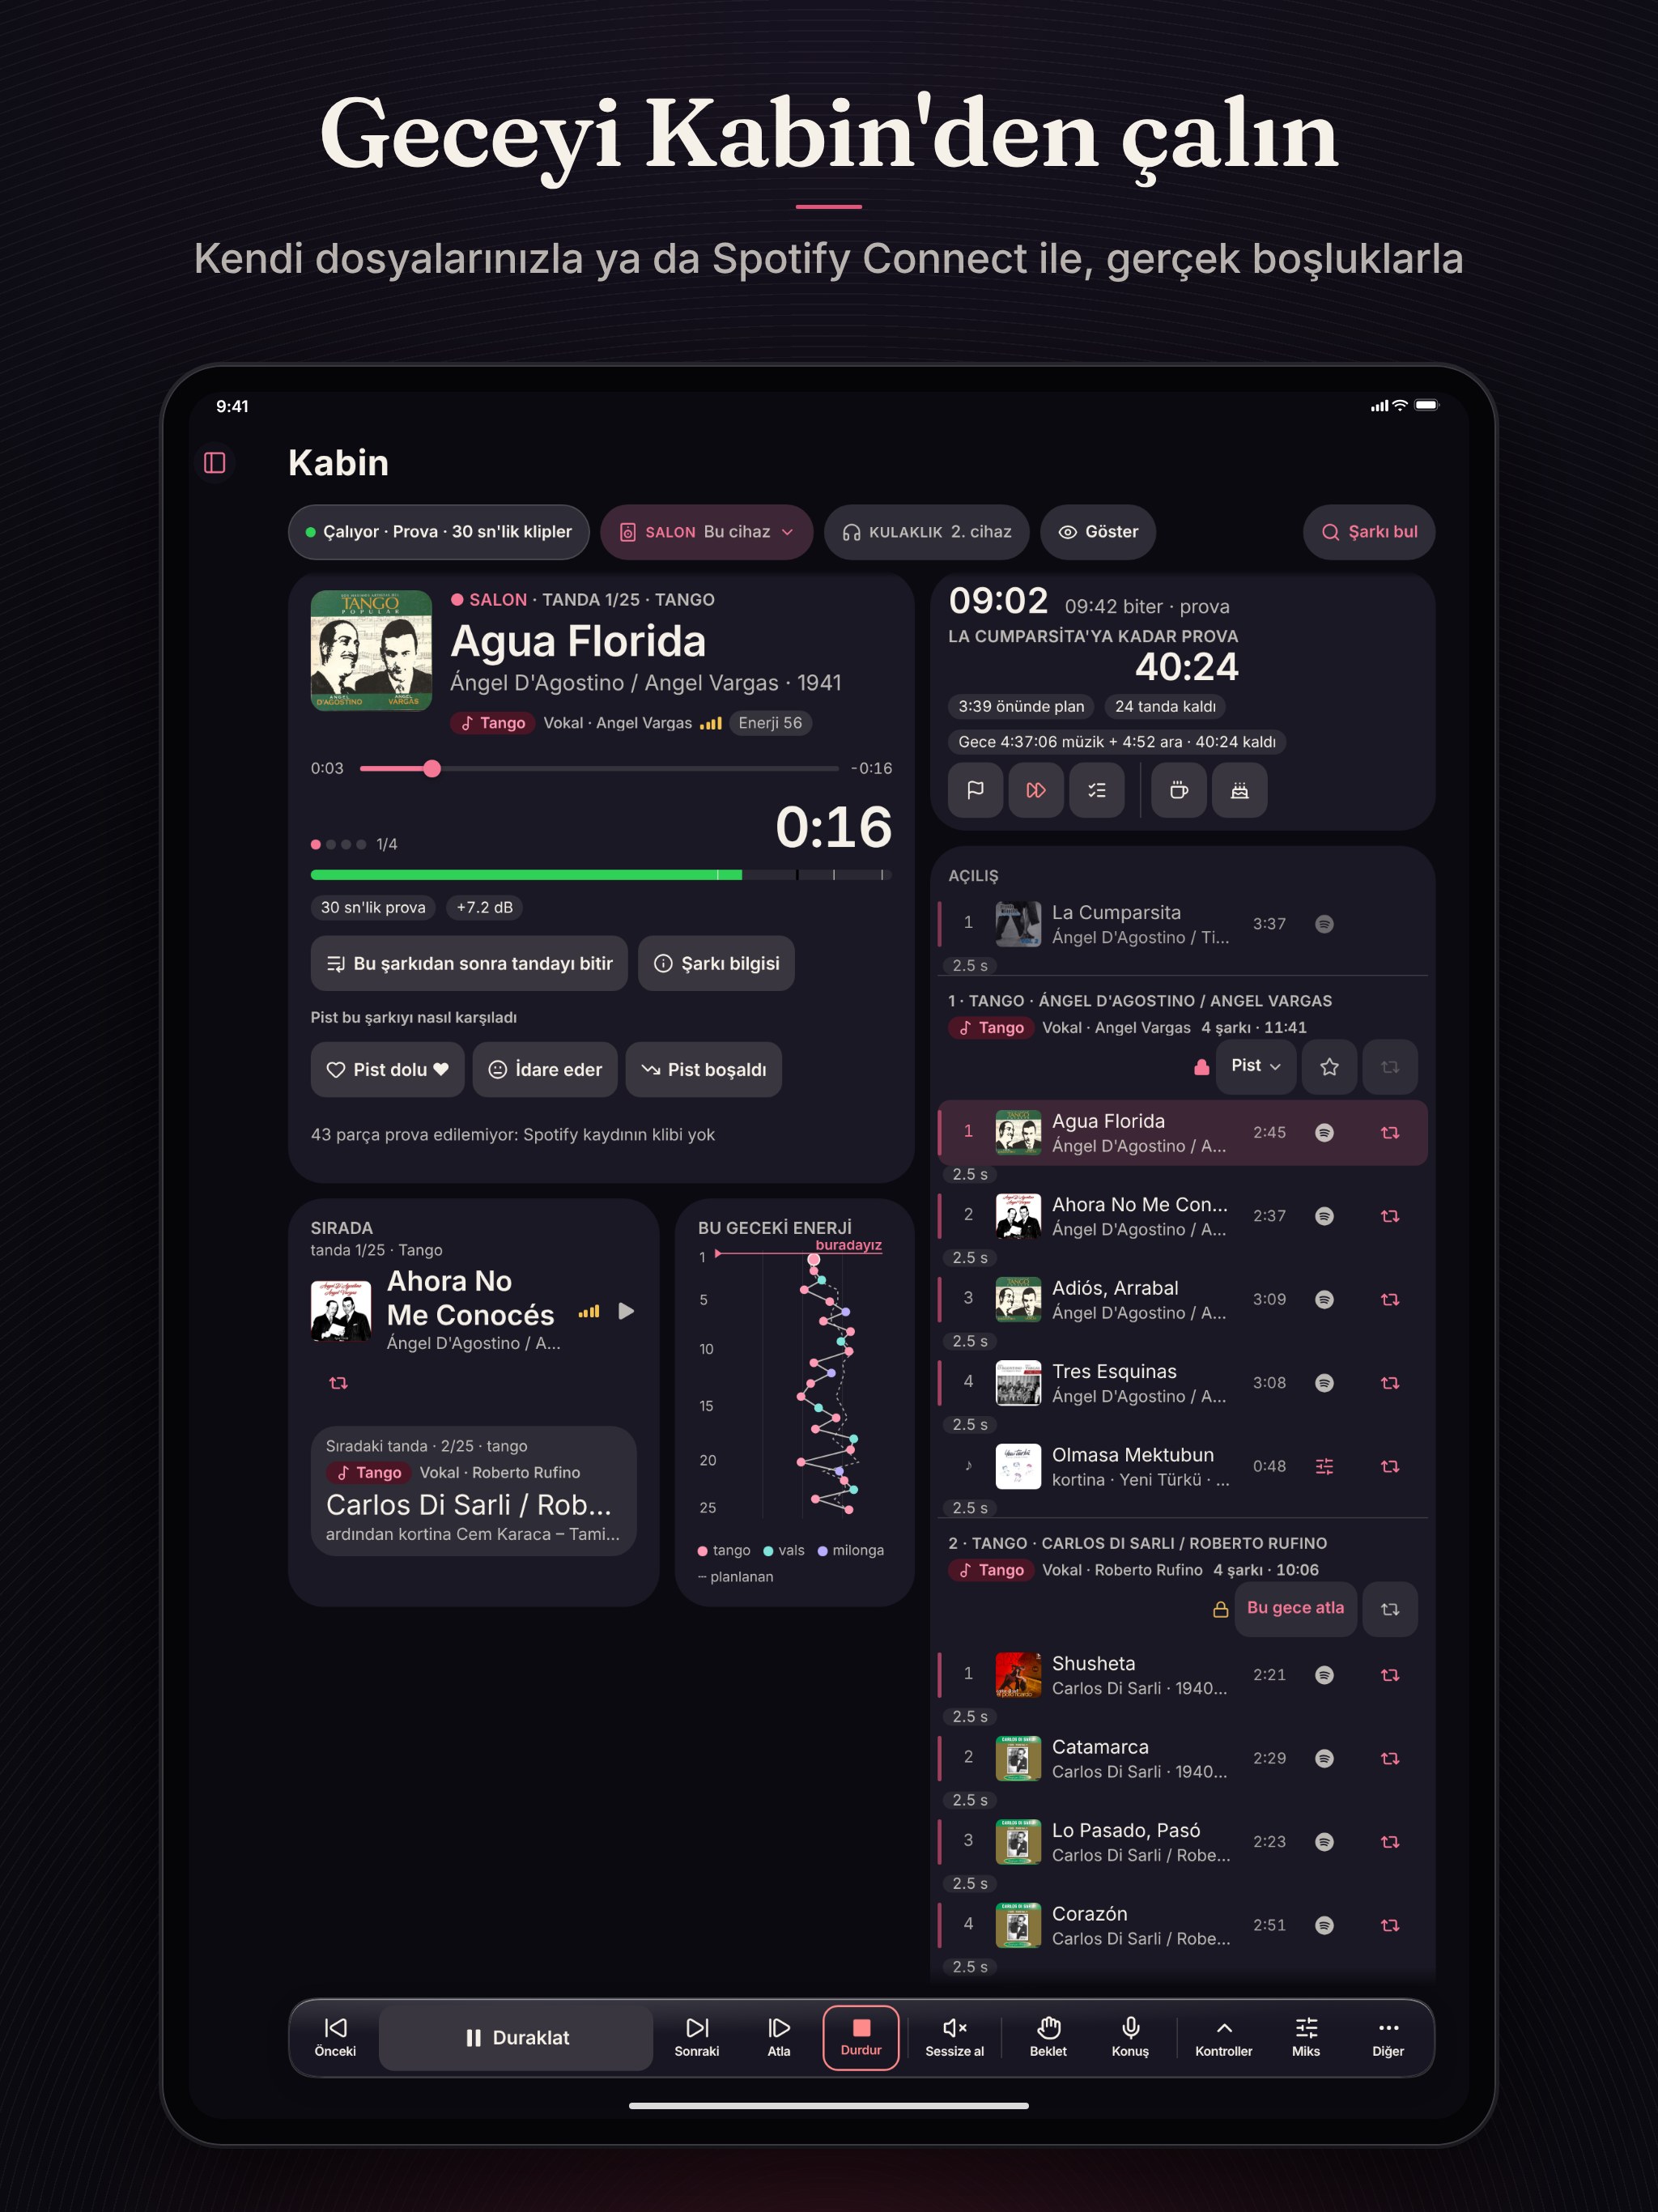 Geceyi Kabin'den çalın
Kendi dosyalarınızla ya da Spotify Connect ile, gerçek boşluklarla
9:41
Kabin
Çalıyor · Prova · 30 sn'lik klipler
SALON Bu cihaz
KULAKLIK 2. cihaz
Göster
Şarkı bul
TANGO
POPULAR
ANGEL D'AGOSTINO
ANGEL VARGAS
SALON · TANDA 1/25 · TANGO
Agua Florida
Ángel D'Agostino / Angel Vargas · 1941
Tango Vokal · Angel Vargas Enerji 56
0:03 -0:16
0:16
1/4
30 sn'lik prova +7.2 dB
Bu şarkıdan sonra tandayı bitir
Şarkı bilgisi
Pist bu şarkıyı nasıl karşıladı
Pist dolu ♥
İdare eder
Pist boşaldı
43 parça prova edilemiyor: Spotify kaydının klibi yok
SIRADA
tanda 1/25 · Tango
Ahora No
Me Conocés
Ángel D'Agostino / A...
Sıradaki tanda · 2/25 · tango
Tango Vokal · Roberto Rufino
Carlos Di Sarli / Rob...
ardından kortina Cem Karaca – Tami...
BU GECEKİ ENERJİ
buradayız
1
5
10
15
20
25
tango vals milonga
-- planlanan
09:02 09:42 biter · prova
LA CUMPARSİTA'YA KADAR PROVA
40:24
3:39 önünde plan 24 tanda kaldı
Gece 4:37:06 müzik + 4:52 ara · 40:24 kaldı
AÇILIŞ
1 La Cumparsita 3:37
Ángel D'Agostino / Ti...
2.5 s
1 · TANGO · ÁNGEL D'AGOSTINO / ANGEL VARGAS
Tango Vokal · Angel Vargas 4 şarkı · 11:41
Pist
1 Agua Florida 2:45
Ángel D'Agostino / A...
2.5 s
2 Ahora No Me Con... 2:37
Ángel D'Agostino / A...
2.5 s
3 Adiós, Arrabal 3:09
Ángel D'Agostino / A...
2.5 s
4 Tres Esquinas 3:08
Ángel D'Agostino / A...
2.5 s
♪ Olmasa Mektubun 0:48
kortina · Yeni Türkü · ...
2.5 s
2 · TANGO · CARLOS DI SARLI / ROBERTO RUFINO
Tango Vokal · Roberto Rufino 4 şarkı · 10:06
Bu gece atla
1 Shusheta 2:21
Carlos Di Sarli · 1940...
2.5 s
2 Catamarca 2:29
Carlos Di Sarli · 1940...
2.5 s
3 Lo Pasado, Pasó 2:23
Carlos Di Sarli / Robe...
2.5 s
4 Corazón 2:51
Carlos Di Sarli / Robe...
2.5 s
Önceki
Duraklat
Sonraki
Atla
Durdur
Sessize al
Beklet
Konuş
Kontroller
Miks
Diğer